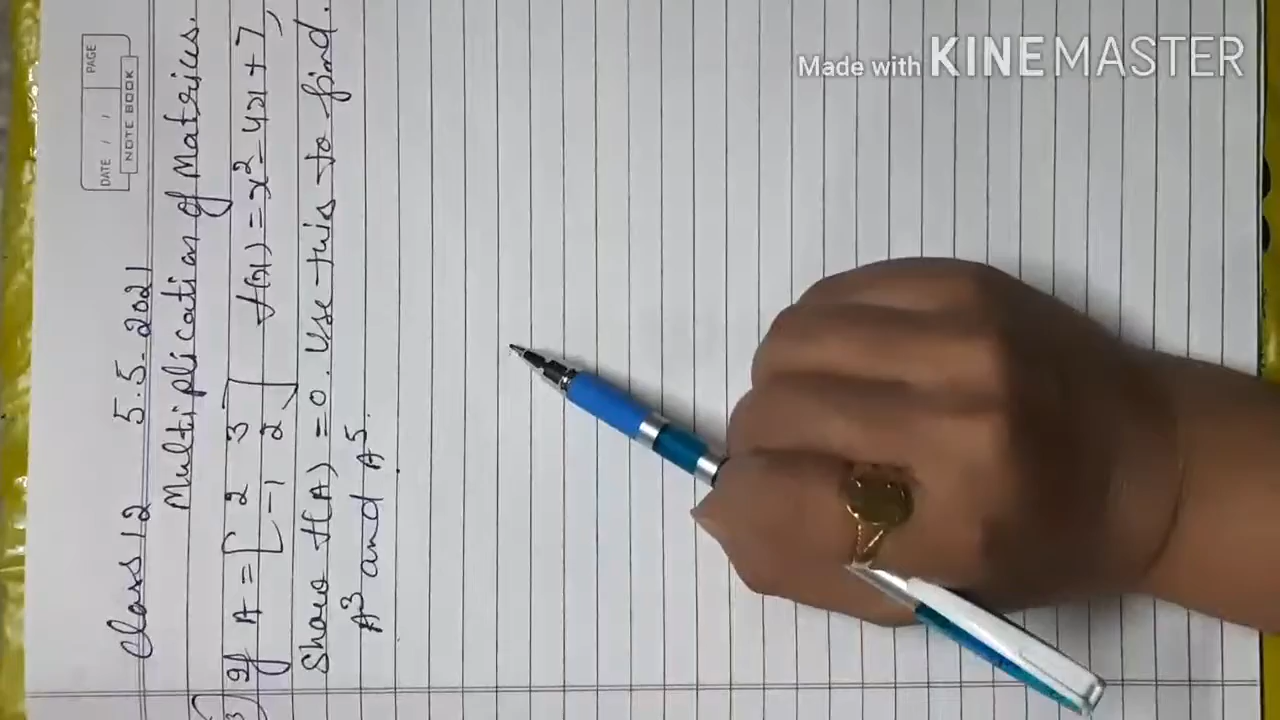 Made with KINEMASTER
DATE / /
PAGE
NOTE BOOK
Class 12 5.5.2021
Multiplication of Matrices.
3) If A = [ 2 3 f(x) = x² - 4x + 7,
-1 2 ]
Show f(A) = 0. Use this to find
A³ and A⁵.